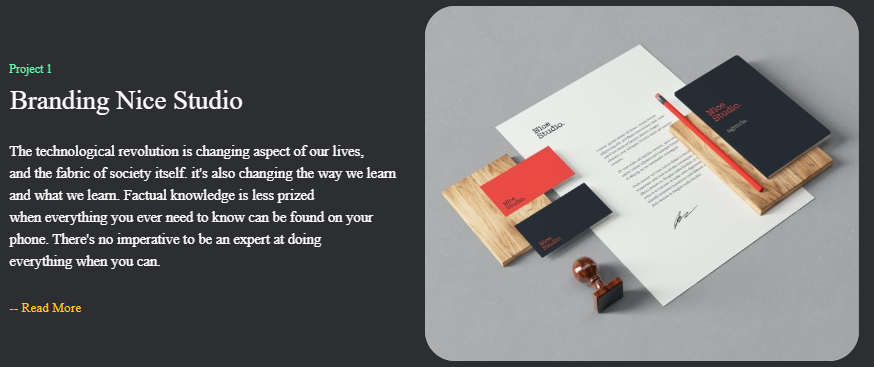 Project 1
Branding Nice Studio
The technological revolution is changing aspect of our lives,
and the fabric of society itself. it's also changing the way we learn
and what we learn. Factual knowledge is less prized
when everything you ever need to know can be found on your
phone. There's no imperative to be an expert at doing
everything when you can.
-- Read More
Nice
Studio.
Nice
Studio.
Agenda.
Nice
Studio.
Nice
Studio.